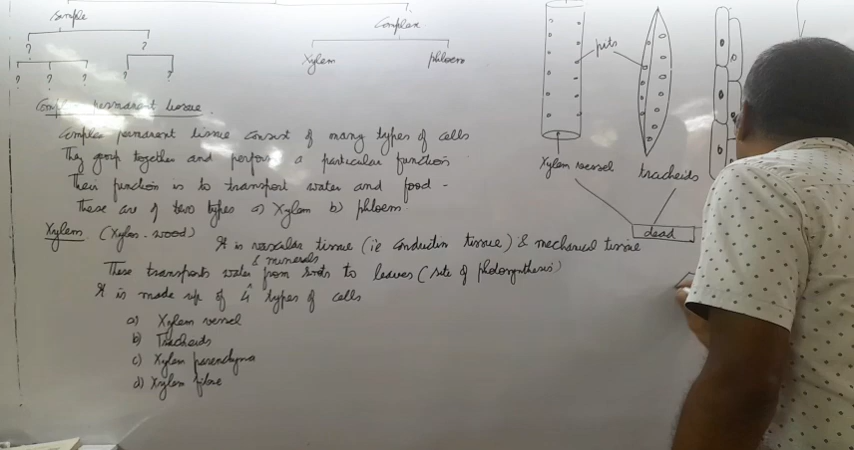 Simple
Complex
?
?
Xylem
phloem
? ? ?
? ?
pits
Complex permanent tissue.
Complex permanent tissue consist of many types of cells
They group together and perform a particular function
Their function is to transport water and food -
These are of two types a) Xylem b) phloem.
Xylem vessel
tracheids
dead
Xylem (Xylos - wood) It is vascular tissue (ie conductin tissue) & mechanical tissue
& minerals
These transports water from roots to leaves (site of photosynthesis)
It is made up of 4 types of cells
a) Xylem vessel
b) Tracheids
c) Xylem parenchyma
d) Xylem fibre